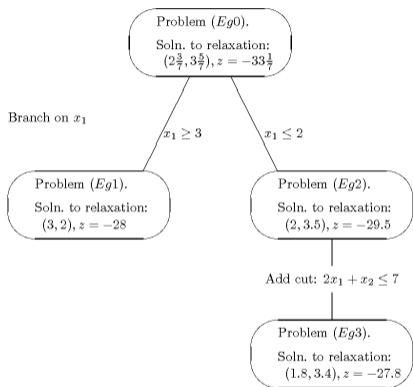 Problem (Eg0).
Soln. to relaxation:
(2 3/7, 3 5/7), z = −33 1/7
Branch on x₁
x₁ ≥ 3
x₁ ≤ 2
Problem (Eg1).
Soln. to relaxation:
(3, 2), z = −28
Problem (Eg2).
Soln. to relaxation:
(2, 3.5), z = −29.5
Add cut: 2x₁ + x₂ ≤ 7
Problem (Eg3).
Soln. to relaxation:
(1.8, 3.4), z = −27.8